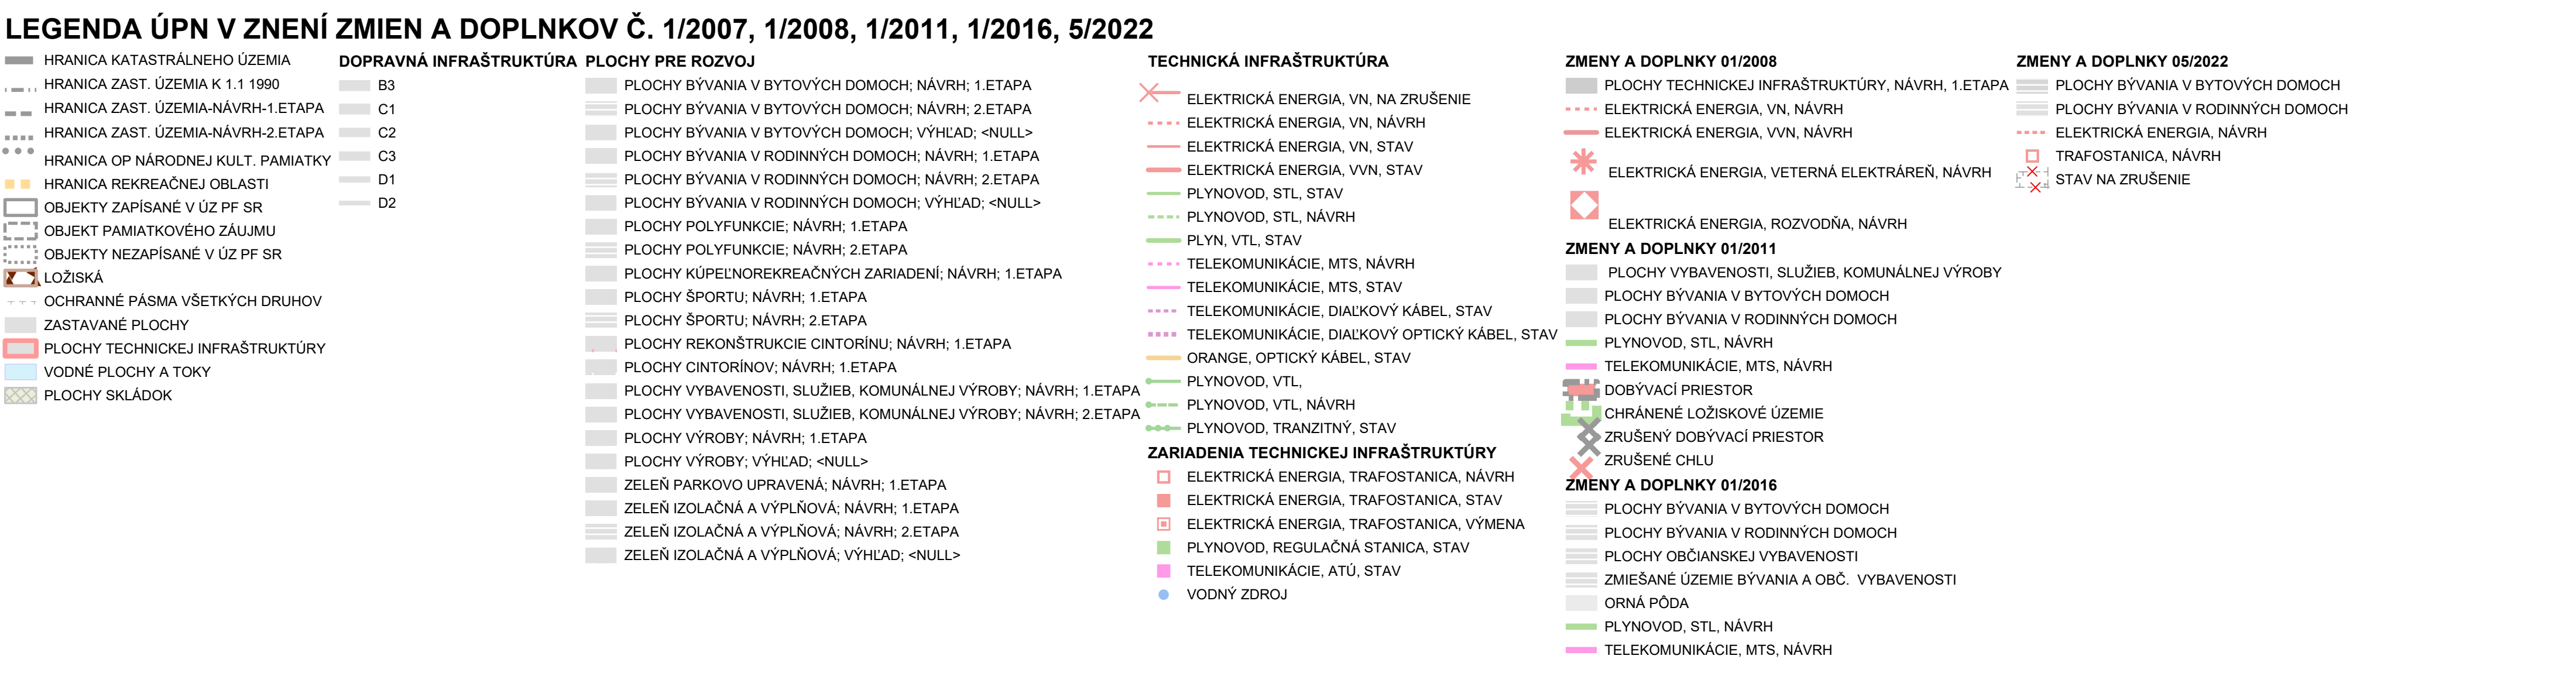 LEGENDA ÚPN V ZNENÍ ZMIEN A DOPLNKOV Č. 1/2007, 1/2008, 1/2011, 1/2016, 5/2022
HRANICA KATASTRÁLNEHO ÚZEMIA
HRANICA ZAST. ÚZEMIA K 1.1 1990
HRANICA ZAST. ÚZEMIA-NÁVRH-1.ETAPA
HRANICA ZAST. ÚZEMIA-NÁVRH-2.ETAPA
HRANICA OP NÁRODNEJ KULT. PAMIATKY
HRANICA REKREAČNEJ OBLASTI
OBJEKTY ZAPÍSANÉ V ÚZ PF SR
OBJEKT PAMIATKOVÉHO ZÁUJMU
OBJEKTY NEZAPÍSANÉ V ÚZ PF SR
LOŽISKÁ
OCHRANNÉ PÁSMA VŠETKÝCH DRUHOV
ZASTAVANÉ PLOCHY
PLOCHY TECHNICKEJ INFRAŠTRUKTÚRY
VODNÉ PLOCHY A TOKY
PLOCHY SKLÁDOK
DOPRAVNÁ INFRAŠTRUKTÚRA
B3
C1
C2
C3
D1
D2
PLOCHY PRE ROZVOJ
PLOCHY BÝVANIA V BYTOVÝCH DOMOCH; NÁVRH; 1.ETAPA
PLOCHY BÝVANIA V BYTOVÝCH DOMOCH; NÁVRH; 2.ETAPA
PLOCHY BÝVANIA V BYTOVÝCH DOMOCH; VÝHĽAD; <NULL>
PLOCHY BÝVANIA V RODINNÝCH DOMOCH; NÁVRH; 1.ETAPA
PLOCHY BÝVANIA V RODINNÝCH DOMOCH; NÁVRH; 2.ETAPA
PLOCHY BÝVANIA V RODINNÝCH DOMOCH; VÝHĽAD; <NULL>
PLOCHY POLYFUNKCIE; NÁVRH; 1.ETAPA
PLOCHY POLYFUNKCIE; NÁVRH; 2.ETAPA
PLOCHY KÚPEĽNOREKREAČNÝCH ZARIADENÍ; NÁVRH; 1.ETAPA
PLOCHY ŠPORTU; NÁVRH; 1.ETAPA
PLOCHY ŠPORTU; NÁVRH; 2.ETAPA
PLOCHY REKONŠTRUKCIE CINTORÍNU; NÁVRH; 1.ETAPA
PLOCHY CINTORÍNOV; NÁVRH; 1.ETAPA
PLOCHY VYBAVENOSTI, SLUŽIEB, KOMUNÁLNEJ VÝROBY; NÁVRH; 1.ETAPA
PLOCHY VYBAVENOSTI, SLUŽIEB, KOMUNÁLNEJ VÝROBY; NÁVRH; 2.ETAPA
PLOCHY VÝROBY; NÁVRH; 1.ETAPA
PLOCHY VÝROBY; VÝHĽAD; <NULL>
ZELEŇ PARKOVO UPRAVENÁ; NÁVRH; 1.ETAPA
ZELEŇ IZOLAČNÁ A VÝPLŇOVÁ; NÁVRH; 1.ETAPA
ZELEŇ IZOLAČNÁ A VÝPLŇOVÁ; NÁVRH; 2.ETAPA
ZELEŇ IZOLAČNÁ A VÝPLŇOVÁ; VÝHĽAD; <NULL>
TECHNICKÁ INFRAŠTRUKTÚRA
ELEKTRICKÁ ENERGIA, VN, NA ZRUŠENIE
ELEKTRICKÁ ENERGIA, VN, NÁVRH
ELEKTRICKÁ ENERGIA, VN, STAV
ELEKTRICKÁ ENERGIA, VVN, STAV
PLYNOVOD, STL, STAV
PLYNOVOD, STL, NÁVRH
PLYN, VTL, STAV
TELEKOMUNIKÁCIE, MTS, NÁVRH
TELEKOMUNIKÁCIE, MTS, STAV
TELEKOMUNIKÁCIE, DIAĽKOVÝ KÁBEL, STAV
TELEKOMUNIKÁCIE, DIAĽKOVÝ OPTICKÝ KÁBEL, STAV
ORANGE, OPTICKÝ KÁBEL, STAV
PLYNOVOD, VTL,
PLYNOVOD, VTL, NÁVRH
PLYNOVOD, TRANZITNÝ, STAV
ZARIADENIA TECHNICKEJ INFRAŠTRUKTÚRY
ELEKTRICKÁ ENERGIA, TRAFOSTANICA, NÁVRH
ELEKTRICKÁ ENERGIA, TRAFOSTANICA, STAV
ELEKTRICKÁ ENERGIA, TRAFOSTANICA, VÝMENA
PLYNOVOD, REGULAČNÁ STANICA, STAV
TELEKOMUNIKÁCIE, ATÚ, STAV
VODNÝ ZDROJ
ZMENY A DOPLNKY 01/2008
PLOCHY TECHNICKEJ INFRAŠTRUKTÚRY, NÁVRH, 1.ETAPA
ELEKTRICKÁ ENERGIA, VN, NÁVRH
ELEKTRICKÁ ENERGIA, VVN, NÁVRH
ELEKTRICKÁ ENERGIA, VETERNÁ ELEKTRÁREŇ, NÁVRH
ELEKTRICKÁ ENERGIA, ROZVODŇA, NÁVRH
ZMENY A DOPLNKY 01/2011
PLOCHY VYBAVENOSTI, SLUŽIEB, KOMUNÁLNEJ VÝROBY
PLOCHY BÝVANIA V BYTOVÝCH DOMOCH
PLOCHY BÝVANIA V RODINNÝCH DOMOCH
PLYNOVOD, STL, NÁVRH
TELEKOMUNIKÁCIE, MTS, NÁVRH
DOBÝVACÍ PRIESTOR
CHRÁNENÉ LOŽISKOVÉ ÚZEMIE
ZRUŠENÝ DOBÝVACÍ PRIESTOR
ZRUŠENÉ CHLU
ZMENY A DOPLNKY 01/2016
PLOCHY BÝVANIA V BYTOVÝCH DOMOCH
PLOCHY BÝVANIA V RODINNÝCH DOMOCH
PLOCHY OBČIANSKEJ VYBAVENOSTI
ZMIEŠANÉ ÚZEMIE BÝVANIA A OBČ. VYBAVENOSTI
ORNÁ PÔDA
PLYNOVOD, STL, NÁVRH
TELEKOMUNIKÁCIE, MTS, NÁVRH
ZMENY A DOPLNKY 05/2022
PLOCHY BÝVANIA V BYTOVÝCH DOMOCH
PLOCHY BÝVANIA V RODINNÝCH DOMOCH
ELEKTRICKÁ ENERGIA, NÁVRH
TRAFOSTANICA, NÁVRH
STAV NA ZRUŠENIE